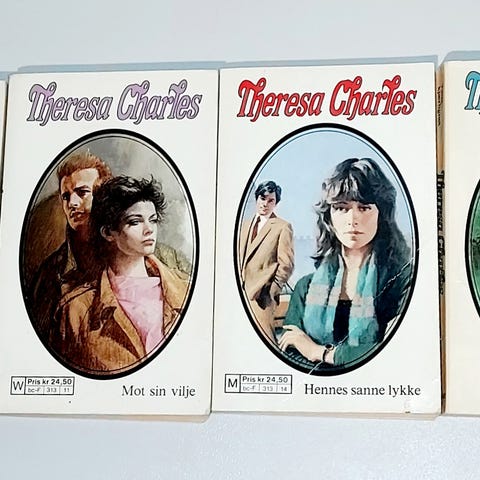 Theresa Charles
W
Pris kr 24,50
bc-F 313 11
Mot sin vilje
Theresa Charles
M
Pris kr 24,50
bc-F 313 14
Hennes sanne lykke